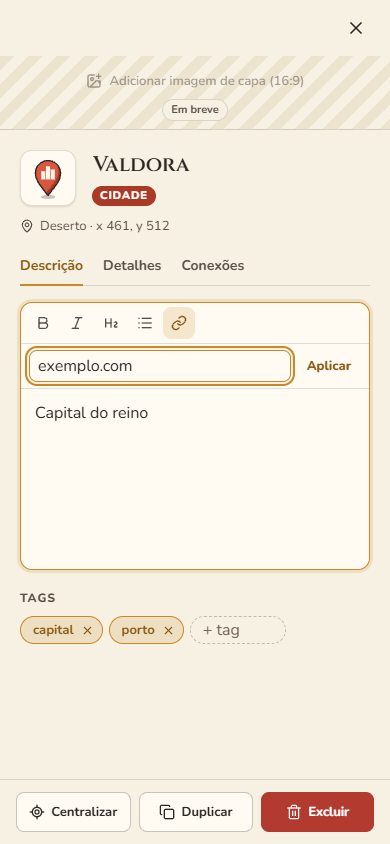 Adicionar imagem de capa (16:9)
Em breve
Valdora
CIDADE
Deserto · x 461, y 512
Descrição Detalhes Conexões
B I H2
exemplo.com Aplicar
Capital do reino
TAGS
capital × porto × + tag
Centralizar Duplicar Excluir